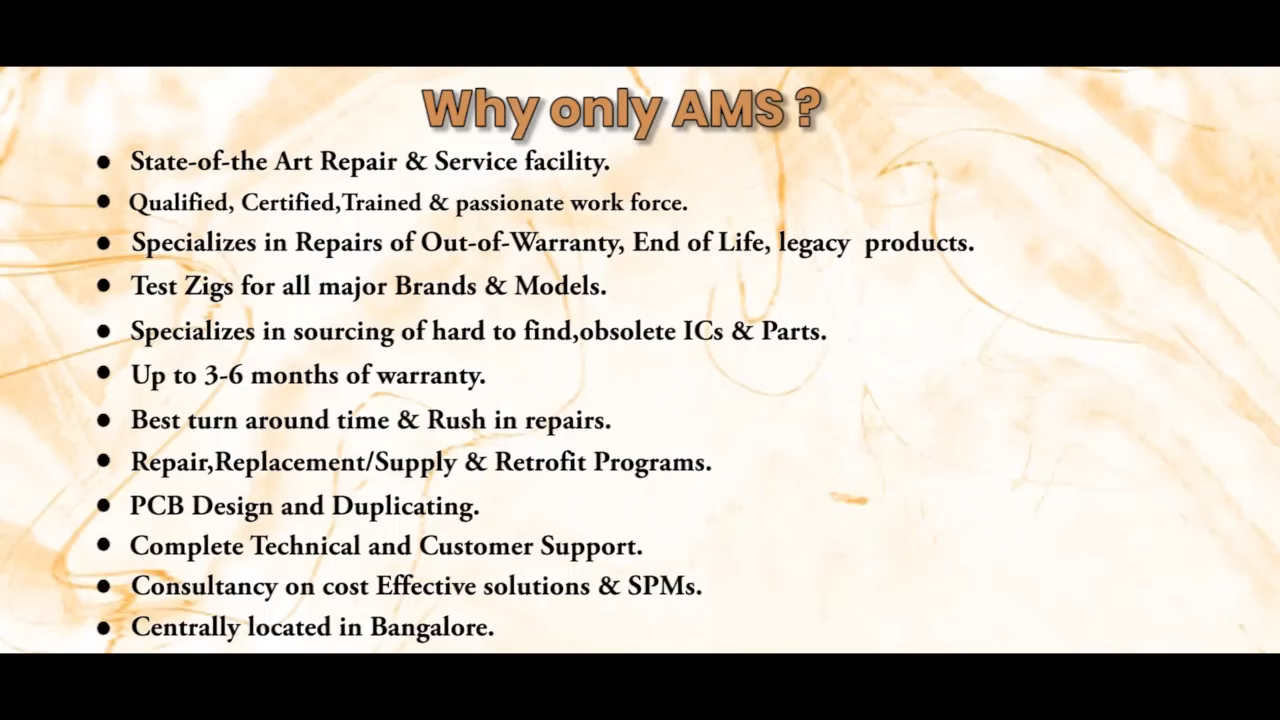 Why only AMS ?
● State-of-the Art Repair & Service facility.
● Qualified, Certified,Trained & passionate work force.
● Specializes in Repairs of Out-of-Warranty, End of Life, legacy  products.
● Test Zigs for all major Brands & Models.
● Specializes in sourcing of hard to find,obsolete ICs & Parts.
● Up to 3-6 months of warranty.
● Best turn around time & Rush in repairs.
● Repair,Replacement/Supply & Retrofit Programs.
● PCB Design and Duplicating.
● Complete Technical and Customer Support.
● Consultancy on cost Effective solutions & SPMs.
● Centrally located in Bangalore.